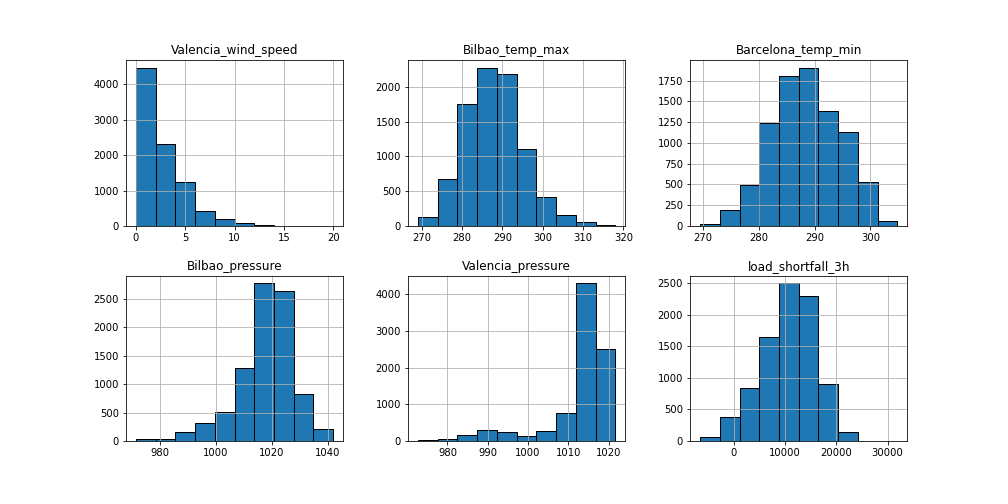 Valencia_wind_speed
4000
3000
2000
1000
0
0 5 10 15 20
Bilbao_temp_max
2000
1500
1000
500
0
270 280 290 300 310 320
Barcelona_temp_min
1750
1500
1250
1000
750
500
250
0
270 280 290 300
Bilbao_pressure
2500
2000
1500
1000
500
0
980 1000 1020 1040
Valencia_pressure
4000
3000
2000
1000
0
980 990 1000 1010 1020
load_shortfall_3h
2500
2000
1500
1000
500
0
0 10000 20000 30000